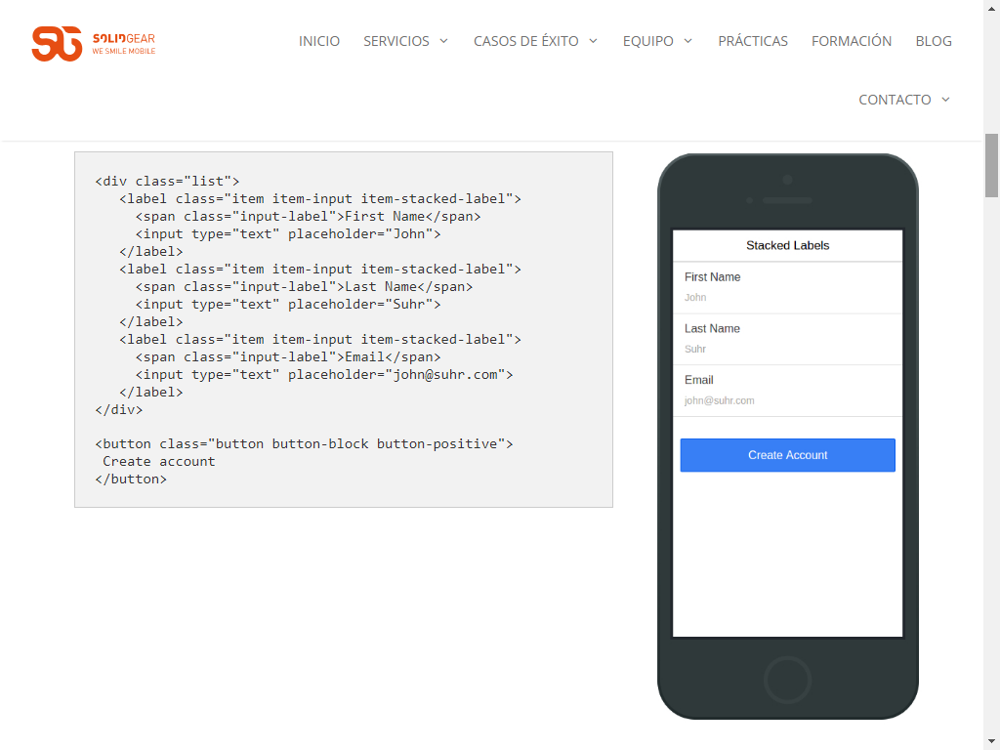 SOLIDGEAR
WE SMILE MOBILE
INICIO SERVICIOS CASOS DE ÉXITO EQUIPO PRÁCTICAS FORMACIÓN BLOG
CONTACTO
<div class="list">
<label class="item item-input item-stacked-label">
<span class="input-label">First Name</span>
<input type="text" placeholder="John">
</label>
<label class="item item-input item-stacked-label">
<span class="input-label">Last Name</span>
<input type="text" placeholder="Suhr">
</label>
<label class="item item-input item-stacked-label">
<span class="input-label">Email</span>
<input type="text" placeholder="john@suhr.com">
</label>
</div>
<button class="button button-block button-positive">
Create account
</button>
Stacked Labels
First Name
John
Last Name
Suhr
Email
john@suhr.com
Create Account